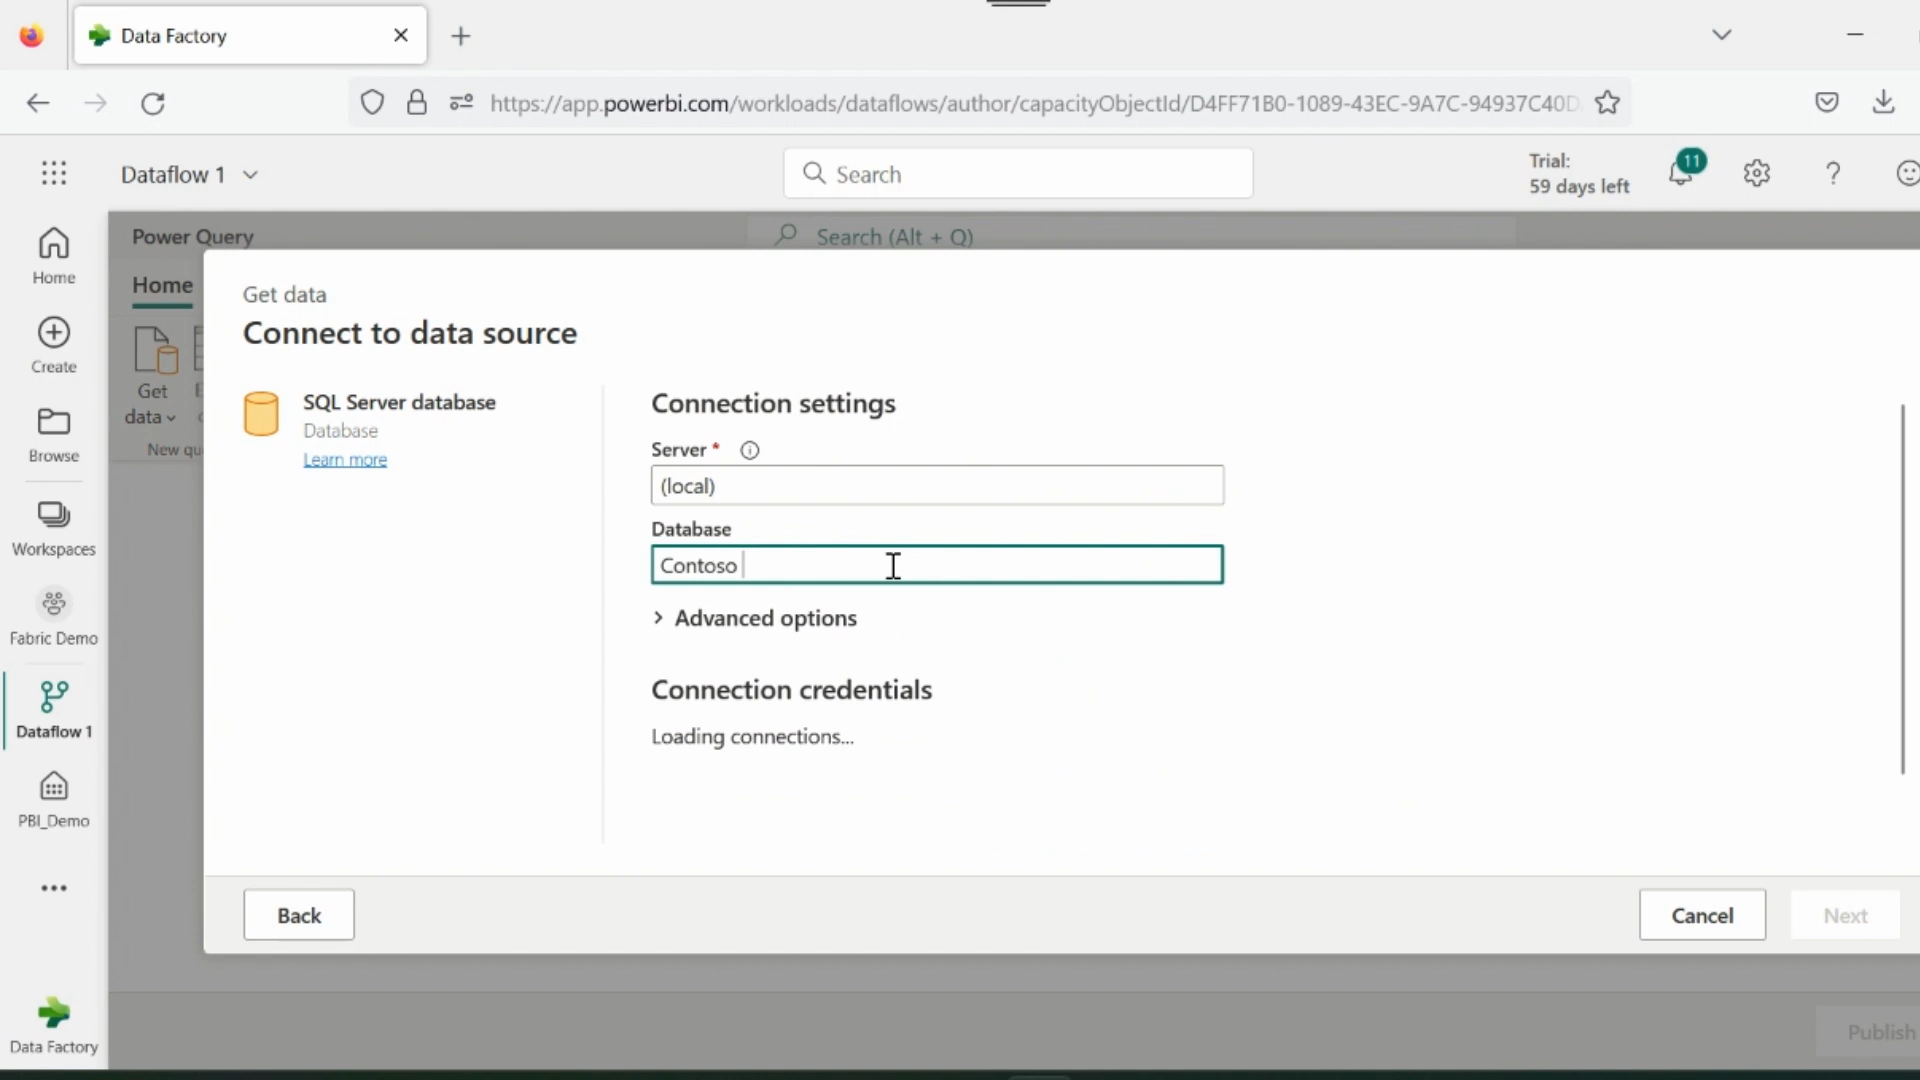 Data Factory
https://app.powerbi.com/workloads/dataflows/author/capacityObjectId/D4FF71B0-1089-43EC-9A7C-94937C40D
Dataflow 1
Search
Trial:
59 days left
11
Power Query
Search (Alt + Q)
Home
Home
Create
Browse
Workspaces
Fabric Demo
Dataflow 1
PBI_Demo
Data Factory
Get
data
New qu
Get data
Connect to data source
SQL Server database
Database
Learn more
Connection settings
Server *
(local)
Database
Contoso
Advanced options
Connection credentials
Loading connections...
Back
Cancel
Next
Publish